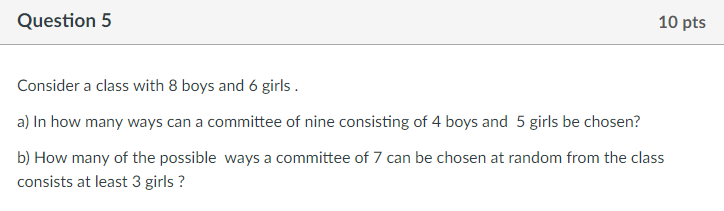 Question 5
10 pts
Consider a class with 8 boys and 6 girls .
a) In how many ways can a committee of nine consisting of 4 boys and 5 girls be chosen?
b) How many of the possible ways a committee of 7 can be chosen at random from the class
consists at least 3 girls ?